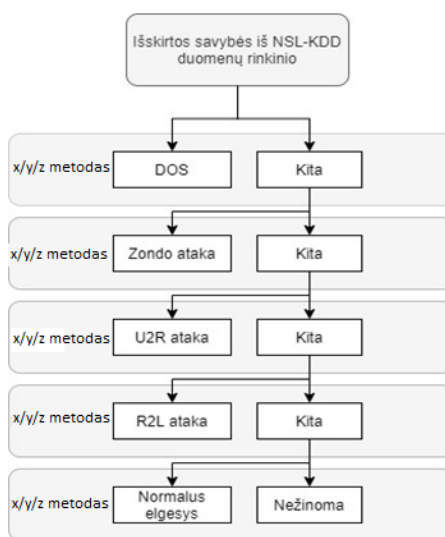 Išskirtos savybės iš NSL-KDD
duomenų rinkinio
x/y/z metodas
DOS
Kita
x/y/z metodas
Zondo ataka
Kita
x/y/z metodas
U2R ataka
Kita
x/y/z metodas
R2L ataka
Kita
x/y/z metodas
Normalus
elgesys
Nežinoma